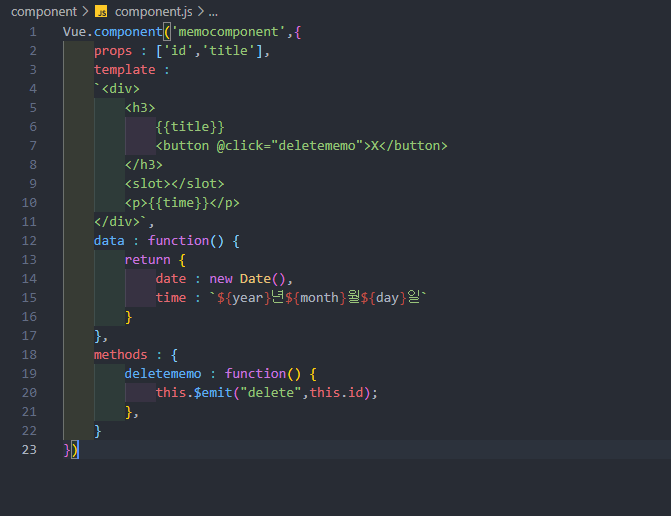 component > JS component.js > ...
1 Vue.component('memocomponent',{
2 props : ['id','title'],
3 template :
4 `<div>
5 <h3>
6 {{title}}
7 <button @click="deletememo">X</button>
8 </h3>
9 <slot></slot>
10 <p>{{time}}</p>
11 </div>`,
12 data : function() {
13 return {
14 date : new Date(),
15 time : `${year}년${month}월${day}일`
16 }
17 },
18 methods : {
19 deletememo : function() {
20 this.$emit("delete",this.id);
21 },
22 }
23 })